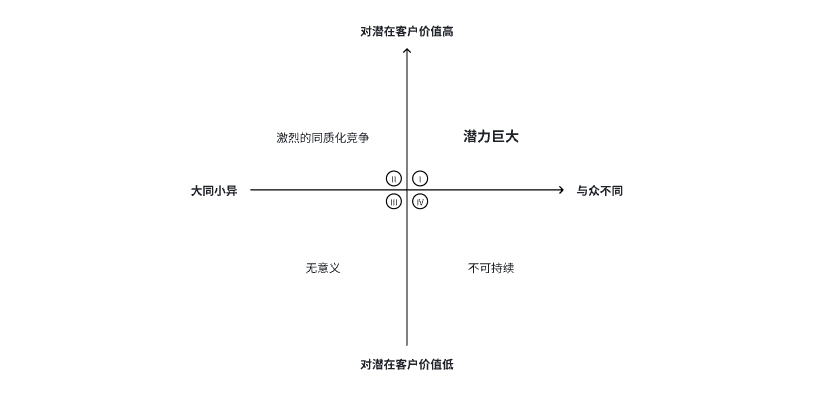 对潜在客户价值高
激烈的同质化竞争
潜力巨大
II
I
大同小异
与众不同
III
IV
无意义
不可持续
对潜在客户价值低